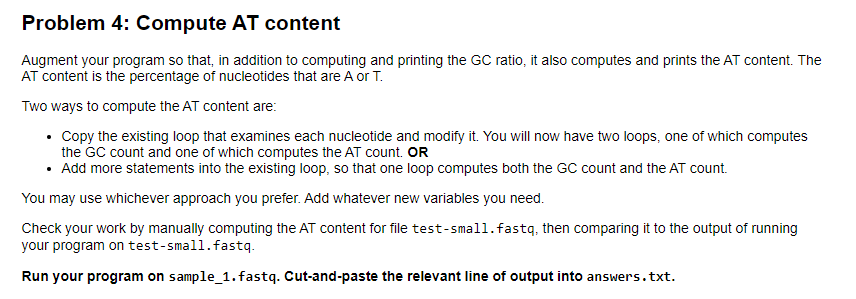 Problem 4: Compute AT content
Augment your program so that, in addition to computing and printing the GC ratio, it also computes and prints the AT content. The
AT content is the percentage of nucleotides that are A or T.
Two ways to compute the AT content are:
• Copy the existing loop that examines each nucleotide and modify it. You will now have two loops, one of which computes
the GC count and one of which computes the AT count. OR
• Add more statements into the existing loop, so that one loop computes both the GC count and the AT count.
You may use whichever approach you prefer. Add whatever new variables you need.
Check your work by manually computing the AT content for file test-small.fastq, then comparing it to the output of running
your program on test-small.fastq.
Run your program on sample_1.fastq. Cut-and-paste the relevant line of output into answers.txt.